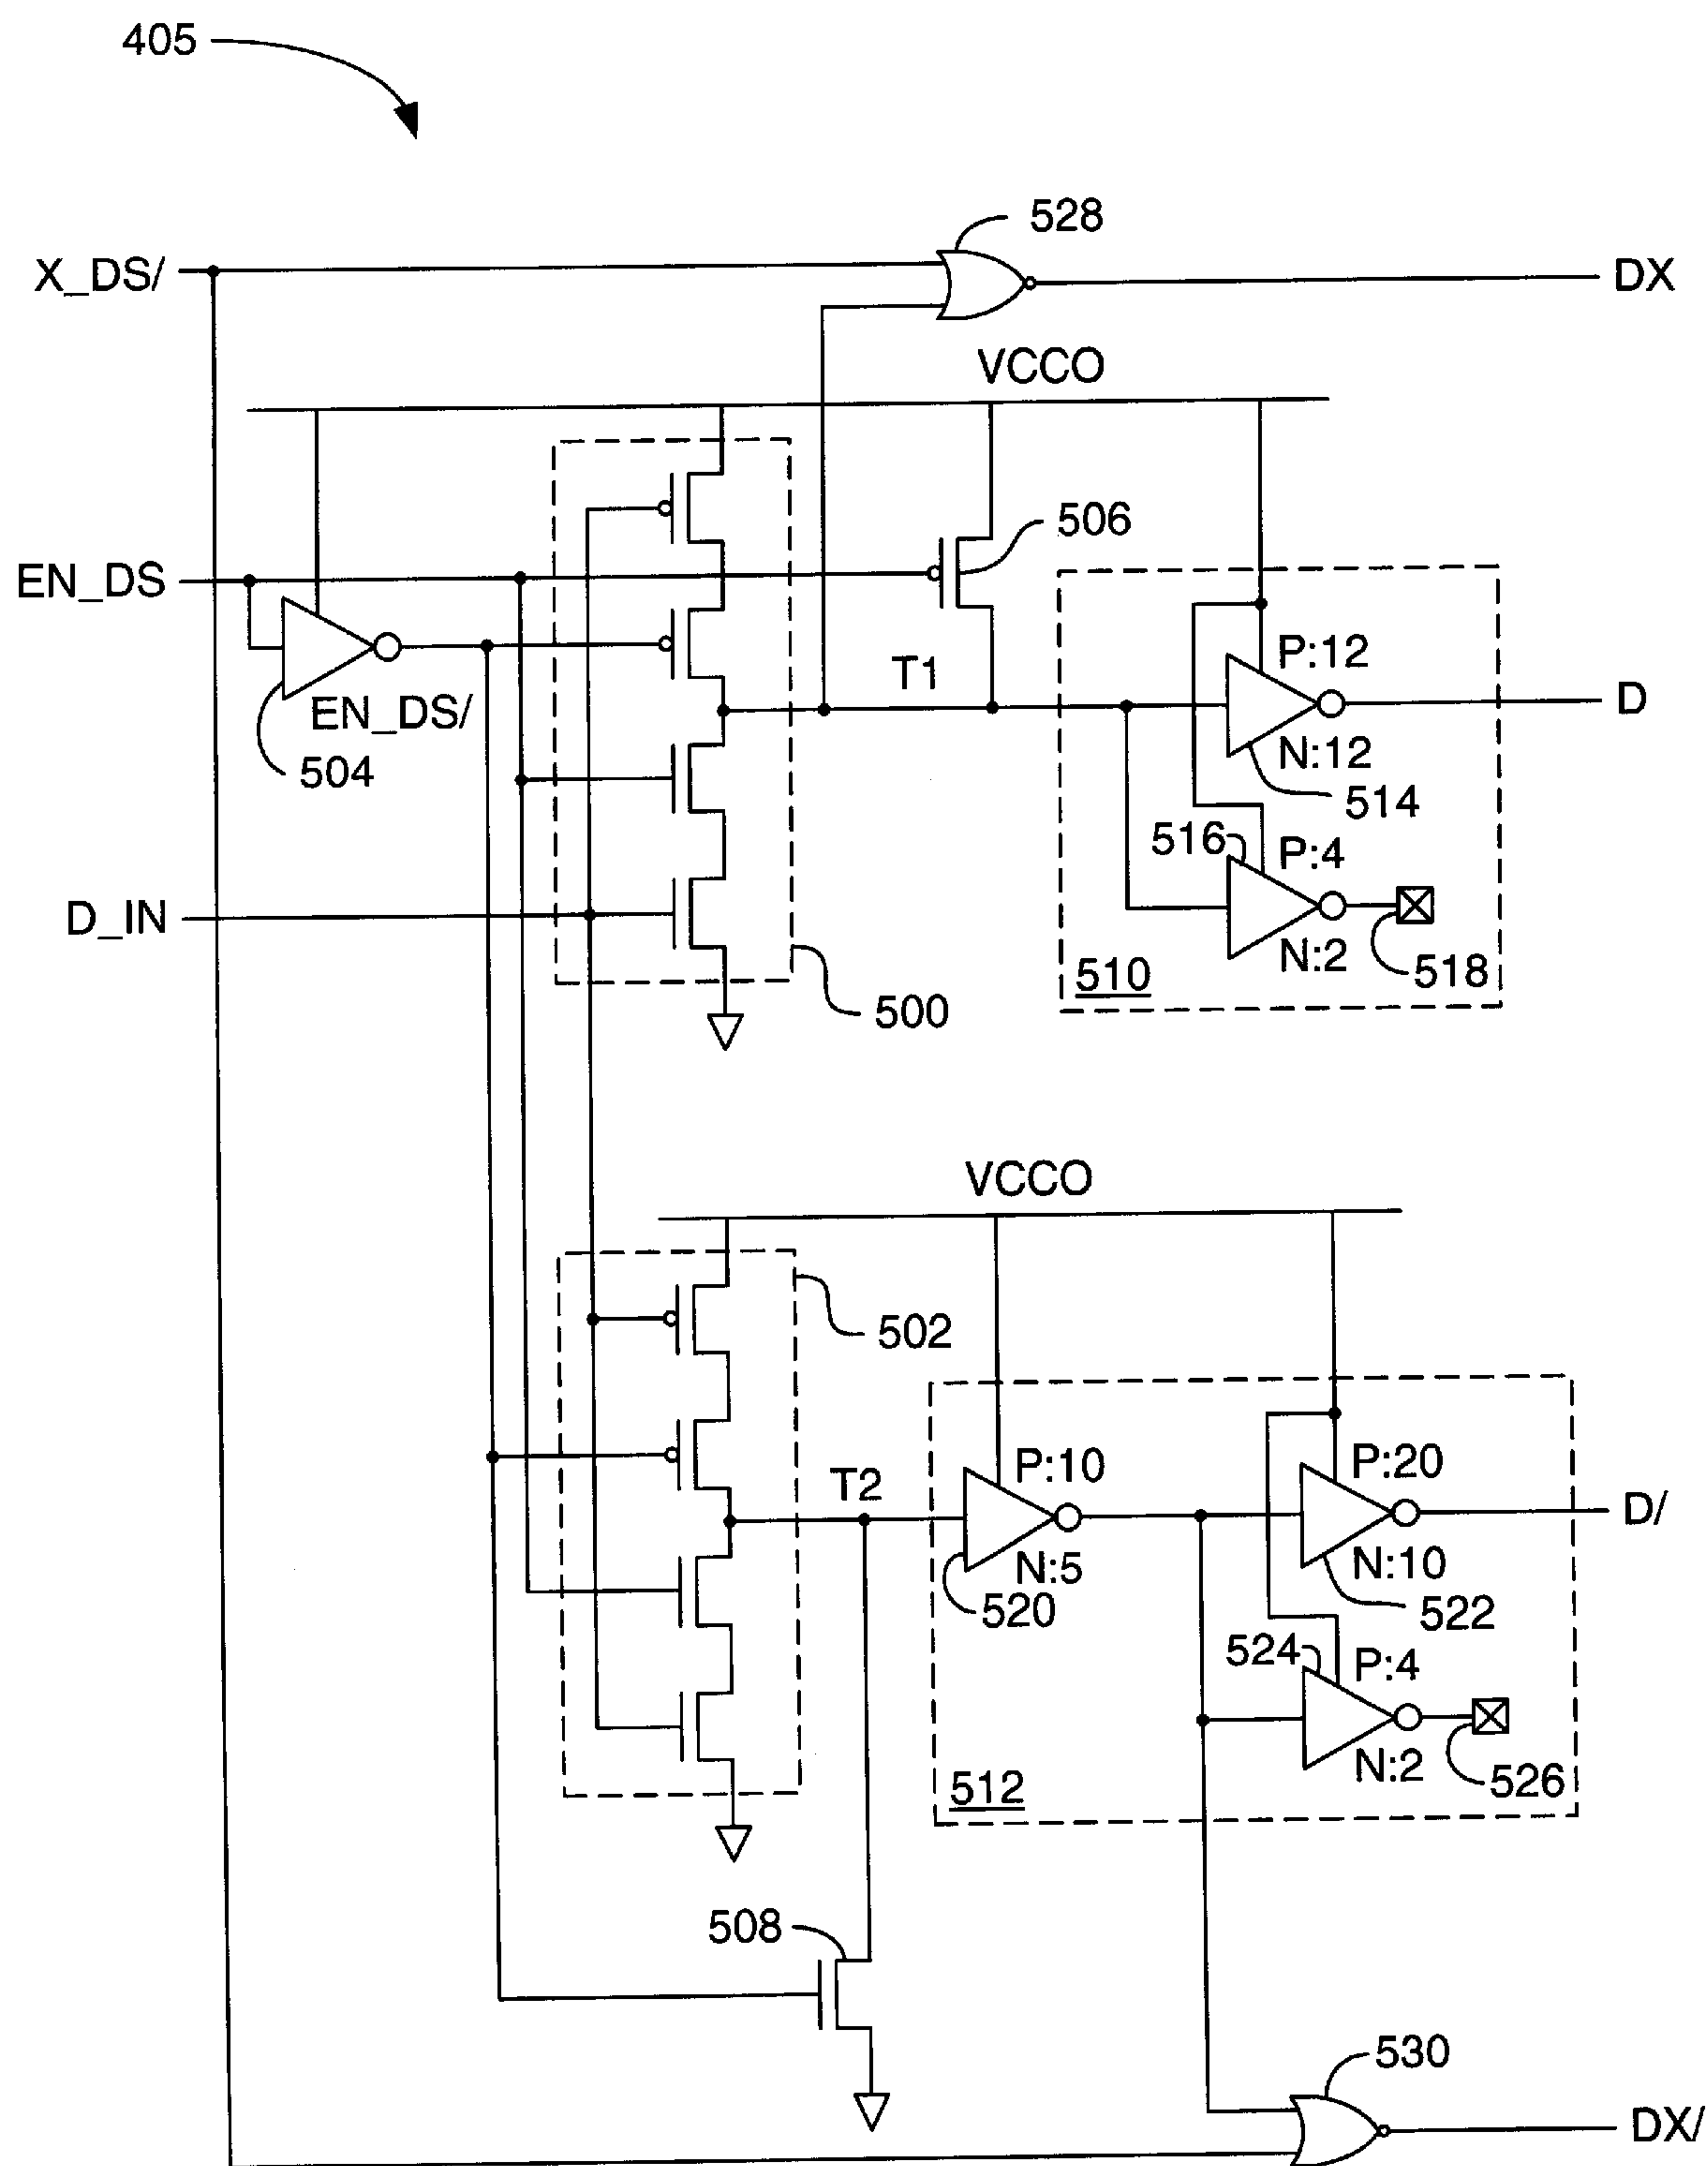 405
528
X_DS/
DX
VCCO
506
EN_DS
P:12
T1
D
EN_DS/
N:12
504
514
516
P:4
D_IN
N:2
518
510
500
VCCO
502
P:10
P:20
T2
D/
N:5
N:10
520
522
524
P:4
N:2
526
512
508
530
DX/